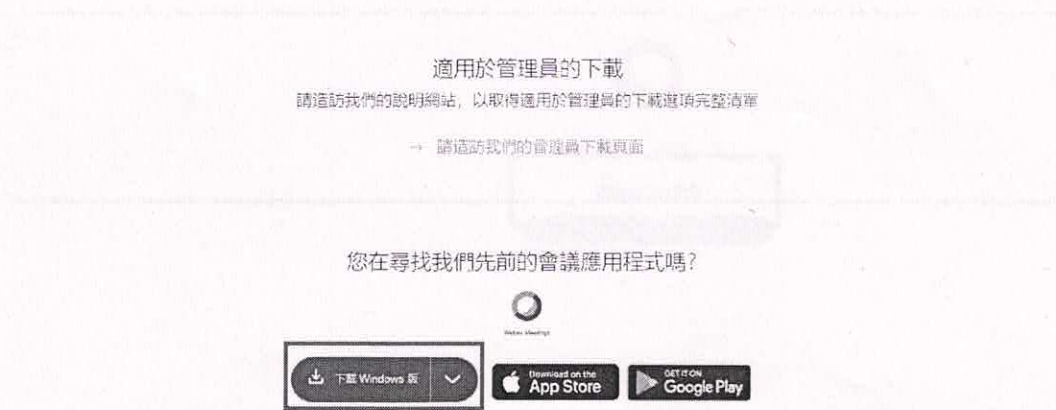 適用於管理員的下載
請造訪我們的說明網站，以取得適用於管理員的下載選項完整清單
→ 請造訪我們的管理員下載頁面
您在尋找我們先前的會議應用程式嗎?
Webex Meetings
下載 Windows 版
Download on the
App Store
GET IT ON
Google Play